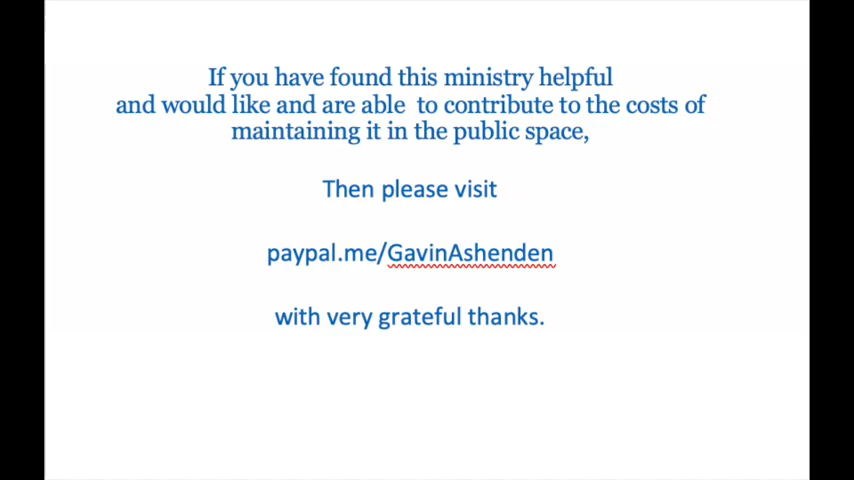 If you have found this ministry helpful
and would like and are able to contribute to the costs of
maintaining it in the public space,
Then please visit
paypal.me/GavinAshenden
with very grateful thanks.